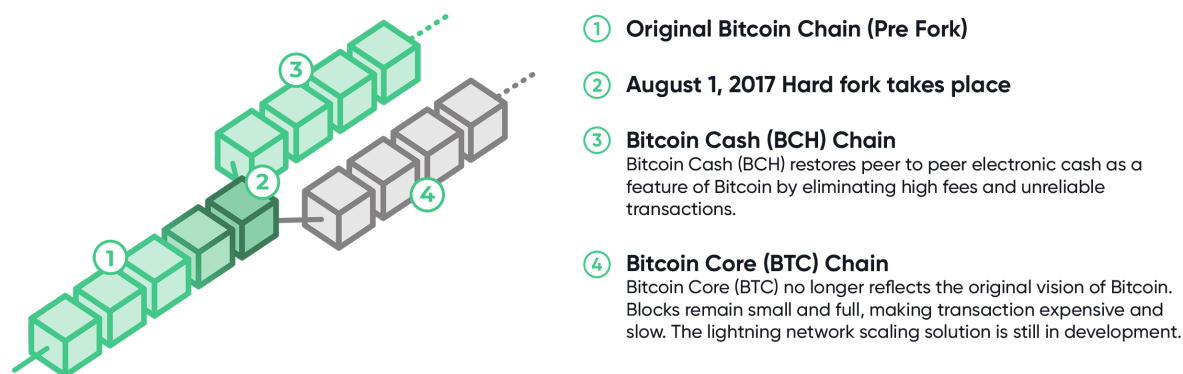 1
2
3
4
1 Original Bitcoin Chain (Pre Fork)
2 August 1, 2017 Hard fork takes place
3 Bitcoin Cash (BCH) Chain
Bitcoin Cash (BCH) restores peer to peer electronic cash as a
feature of Bitcoin by eliminating high fees and unreliable
transactions.
4 Bitcoin Core (BTC) Chain
Bitcoin Core (BTC) no longer reflects the original vision of Bitcoin.
Blocks remain small and full, making transaction expensive and
slow. The lightning network scaling solution is still in development.